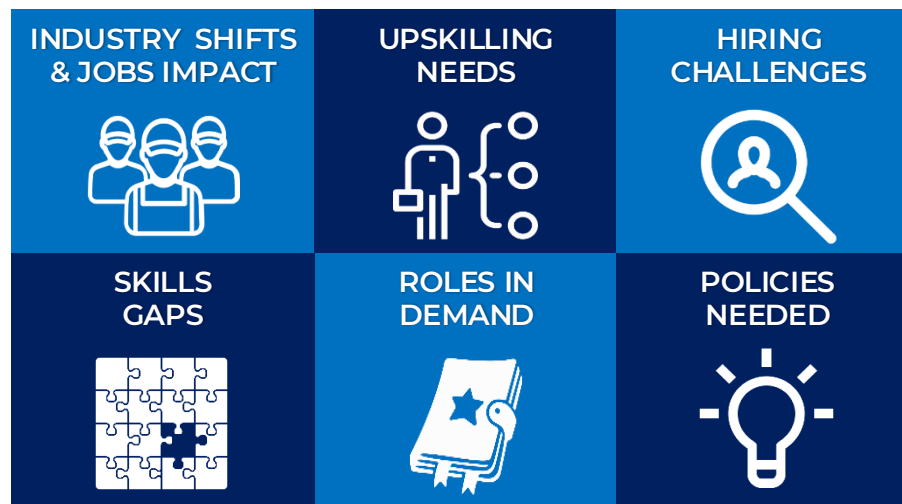 INDUSTRY SHIFTS
& JOBS IMPACT
UPSKILLING
NEEDS
HIRING
CHALLENGES
SKILLS
GAPS
ROLES IN
DEMAND
POLICIES
NEEDED